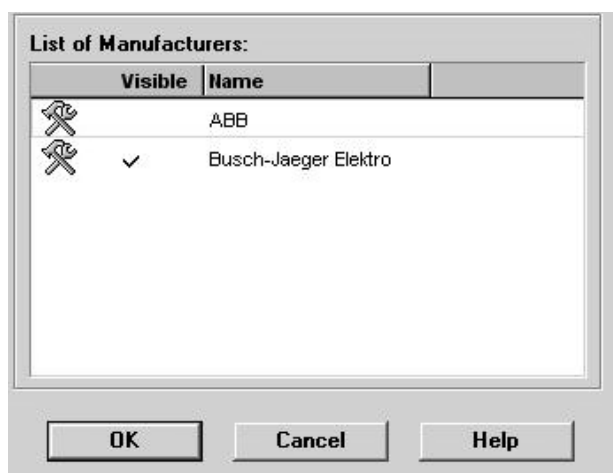 List of Manufacturers:
Visible Name
ABB
Busch-Jaeger Elektro
OK Cancel Help